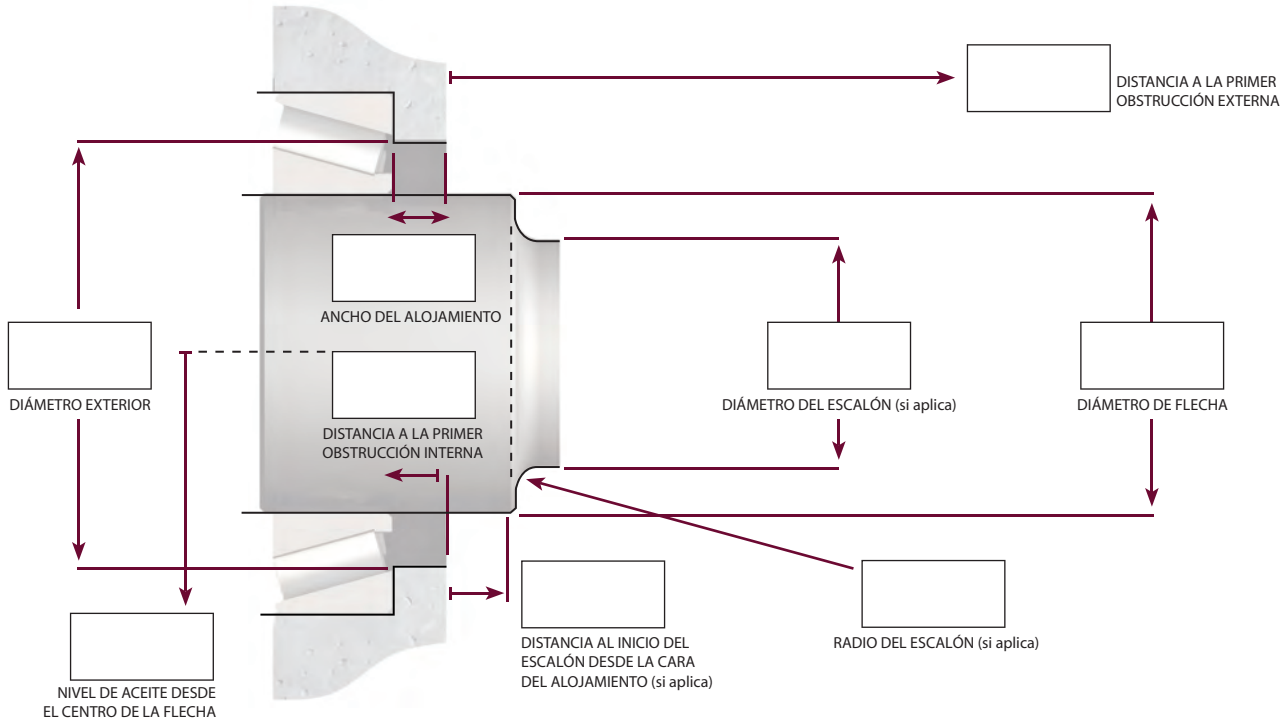 DISTANCIA A LA PRIMER
OBSTRUCCIÓN EXTERNA
ANCHO DEL ALOJAMIENTO
DIÁMETRO EXTERIOR
DIÁMETRO DEL ESCALÓN (si aplica)
DIÁMETRO DE FLECHA
DISTANCIA A LA PRIMER
OBSTRUCCIÓN INTERNA
DISTANCIA AL INICIO DEL
ESCALÓN DESDE LA CARA
DEL ALOJAMIENTO (si aplica)
RADIO DEL ESCALÓN (si aplica)
NIVEL DE ACEITE DESDE
EL CENTRO DE LA FLECHA